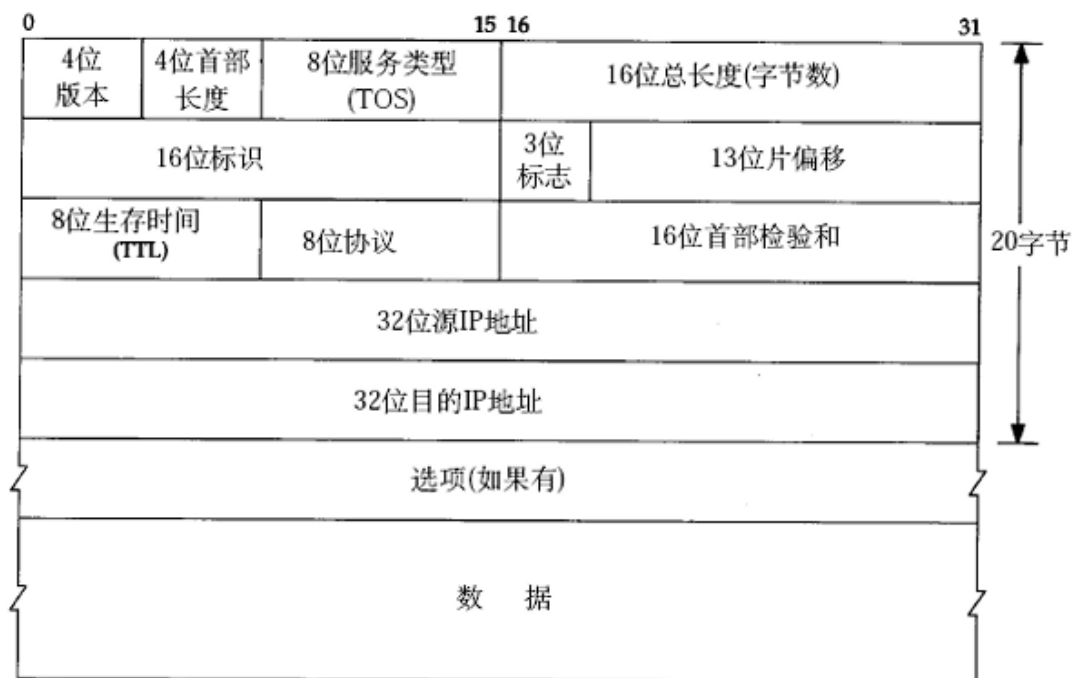 0 15 16 31
4位 4位首部 8位服务类型 16位总长度(字节数)
版本 长度 (TOS)
16位标识 3位 13位片偏移
标志
8位生存时间 8位协议 16位首部检验和 20字节
(TTL)
32位源IP地址
32位目的IP地址
选项(如果有)
数 据